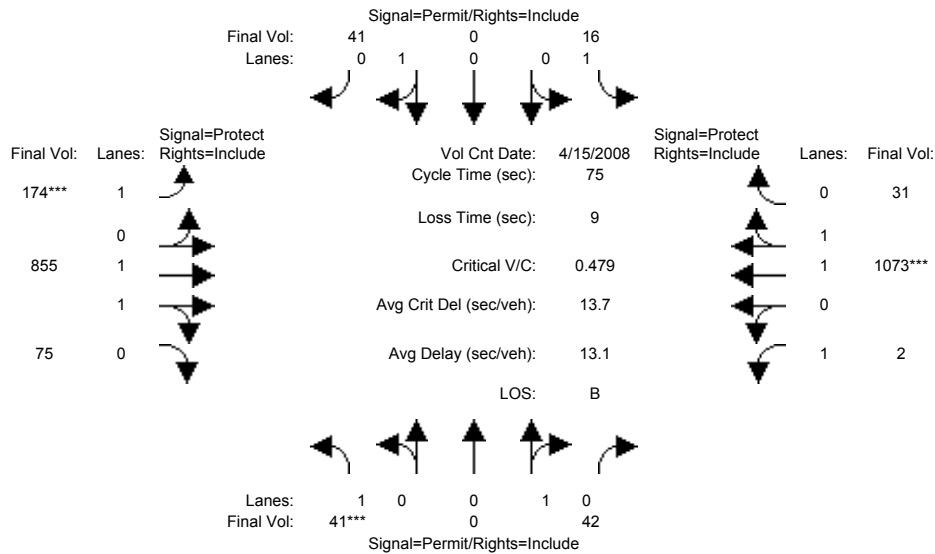 Signal=Permit/Rights=Include
Final Vol: 41 0 16
Lanes: 0 1 0 0 1
Signal=Protect Signal=Protect
Final Vol: Lanes: Rights=Include Vol Cnt Date: 4/15/2008 Rights=Include Lanes: Final Vol:
Cycle Time (sec): 75
174*** 1 0 31
Loss Time (sec): 9
0 1
855 1 Critical V/C: 0.479 1 1073***
1 Avg Crit Del (sec/veh): 13.7 0
75 0 Avg Delay (sec/veh): 13.1 1 2
LOS: B
Lanes: 1 0 0 1 0
Final Vol: 41*** 0 42
Signal=Permit/Rights=Include